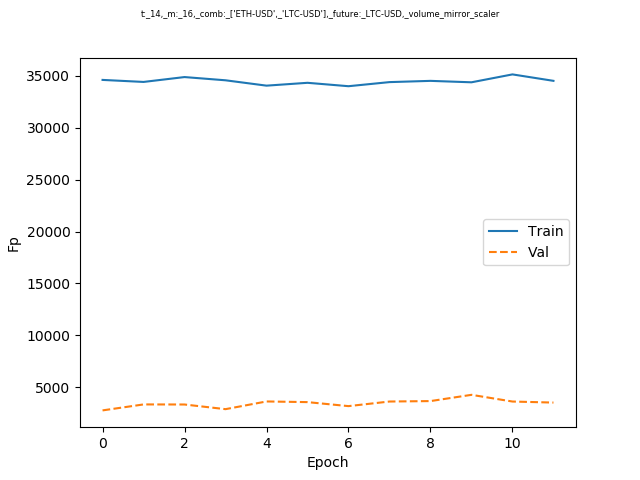 t:_14,_m:_16,_comb:_['ETH-USD',_'LTC-USD'],_future:_LTC-USD,_volume_mirror_scaler
35000
30000
25000
20000
15000
10000
5000
Fp
Train
Val
0 2 4 6 8 10
Epoch